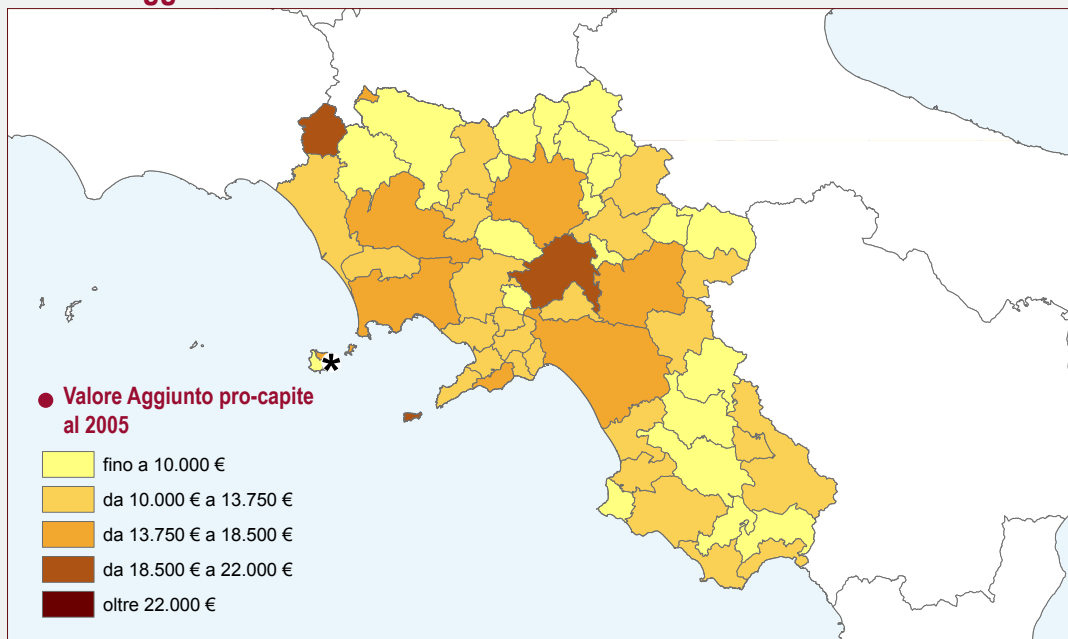 *
Valore Aggiunto pro-capite
al 2005
fino a 10.000 €
da 10.000 € a 13.750 €
da 13.750 € a 18.500 €
da 18.500 € a 22.000 €
oltre 22.000 €